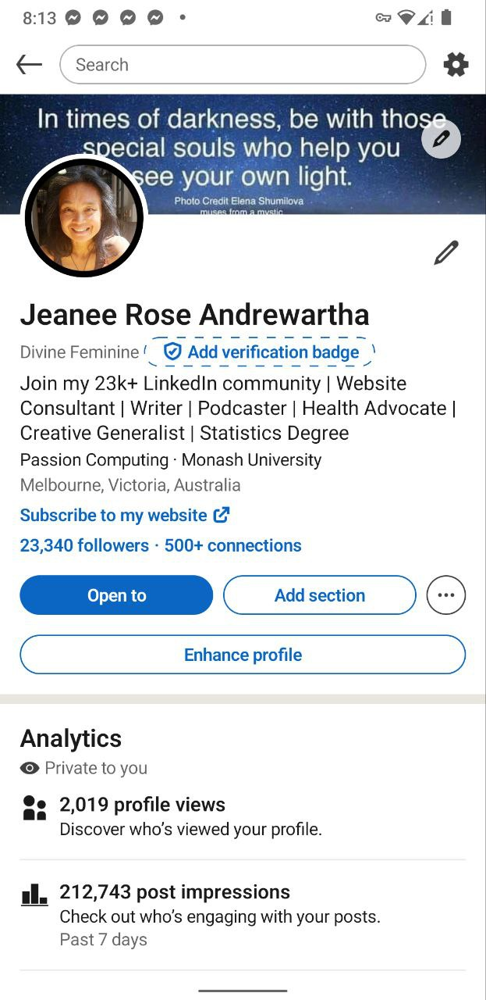 8:13
Search
In times of darkness, be with those
special souls who help you
see your own light.
Photo Credit Elena Shumilova
muses from a mystic
Jeanee Rose Andrewartha
Divine Feminine Add verification badge
Join my 23k+ LinkedIn community | Website
Consultant | Writer | Podcaster | Health Advocate |
Creative Generalist | Statistics Degree
Passion Computing · Monash University
Melbourne, Victoria, Australia
Subscribe to my website
23,340 followers · 500+ connections
Open to Add section
Enhance profile
Analytics
Private to you
2,019 profile views
Discover who’s viewed your profile.
212,743 post impressions
Check out who’s engaging with your posts.
Past 7 days